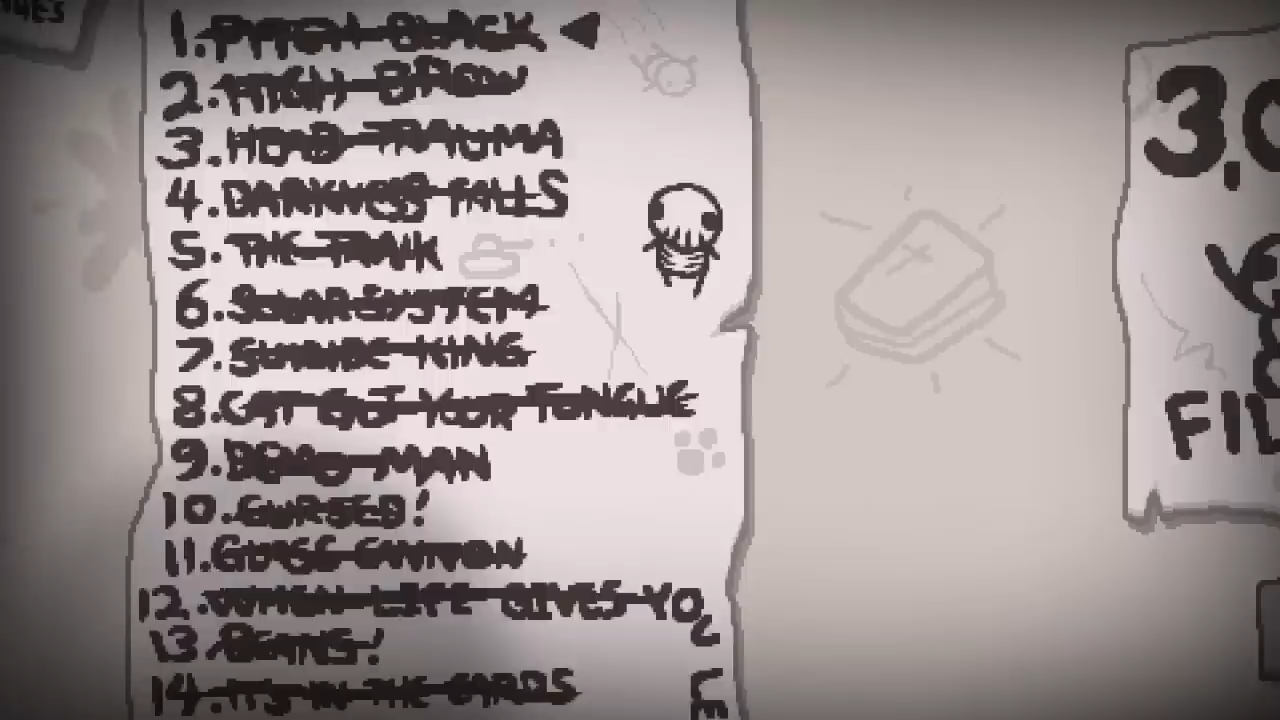 1. PITCH BLACK
2. HIGH BROW
3. HEAD TRAUMA
4. DARKNESS FALLS
5. THE TANK
6. SOLAR SYSTEM
7. SUICIDE KING
8. CAT GOT YOUR TONGUE
9. DEMO MAN
10. CURSED!
11. GLASS CANNON
12. WHEN LIFE GIVES YOU LE
13. BEANS!
14. IT'S IN THE CARDS
3,0
FI